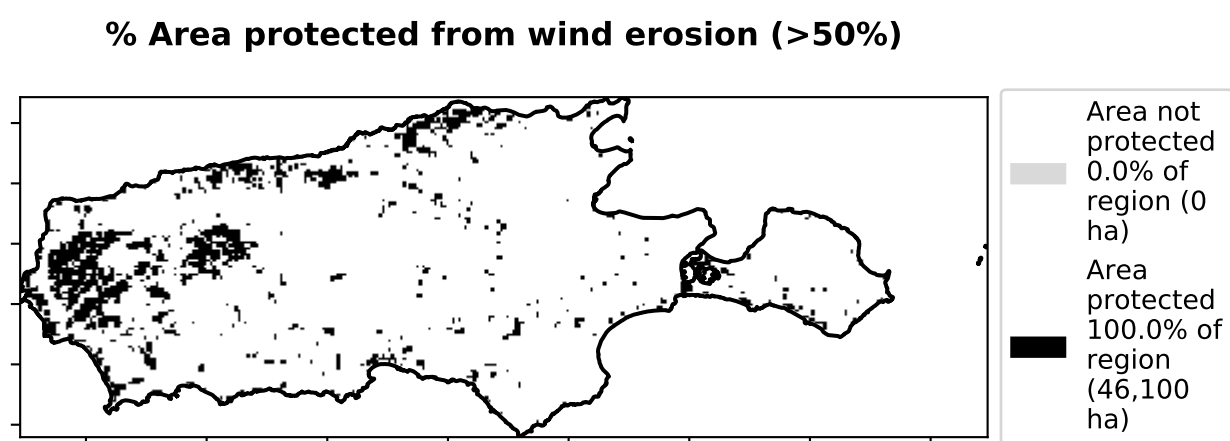 % Area protected from wind erosion (>50%)
Area not
protected
0.0% of
region (0
ha)
Area
protected
100.0% of
region
(46,100
ha)